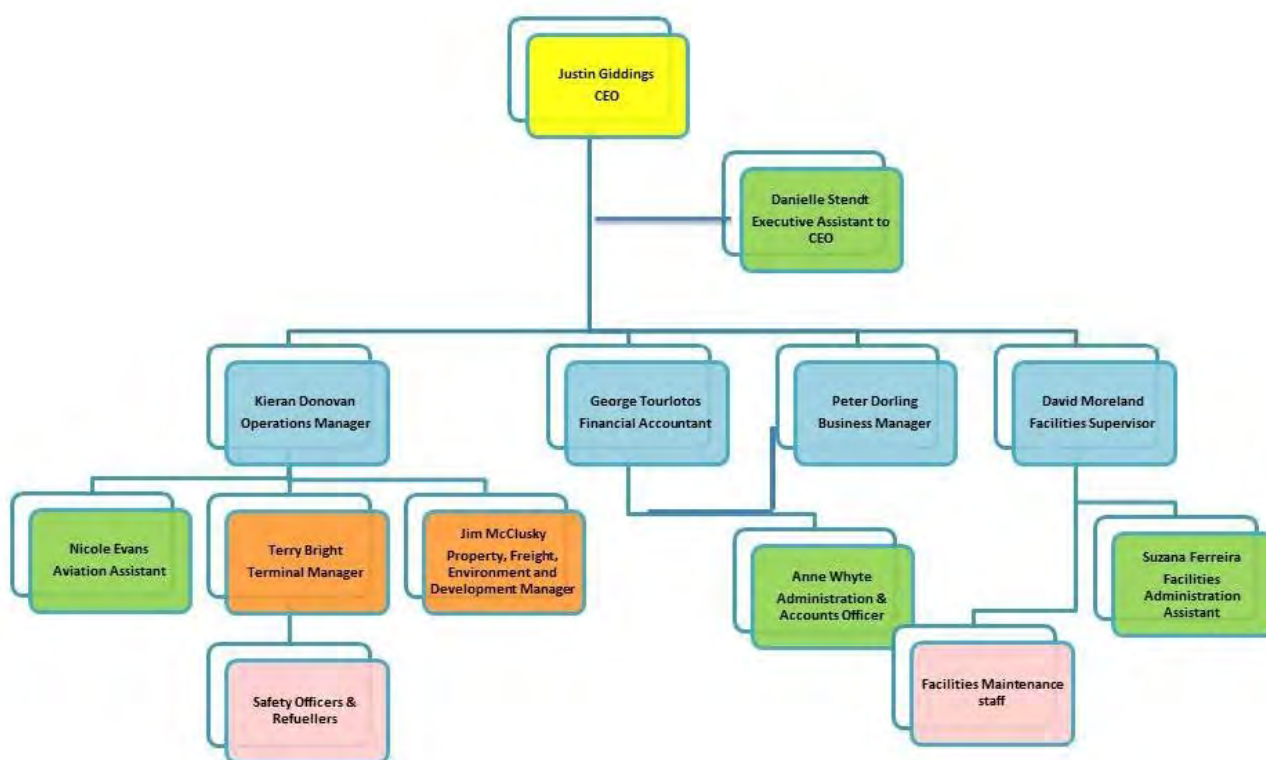 Justin Giddings
CEO
Danielle Stendt
Executive Assistant to
CEO
Kieran Donovan
Operations Manager
George Tourlotos
Financial Accountant
Peter Dorling
Business Manager
David Moreland
Facilities Supervisor
Nicole Evans
Aviation Assistant
Terry Bright
Terminal Manager
Jim McClusky
Property, Freight,
Environment and
Development Manager
Anne Whyte
Administration &
Accounts Officer
Suzana Ferreira
Facilities
Administration
Assistant
Safety Officers &
Refuellers
Facilities Maintenance
staff